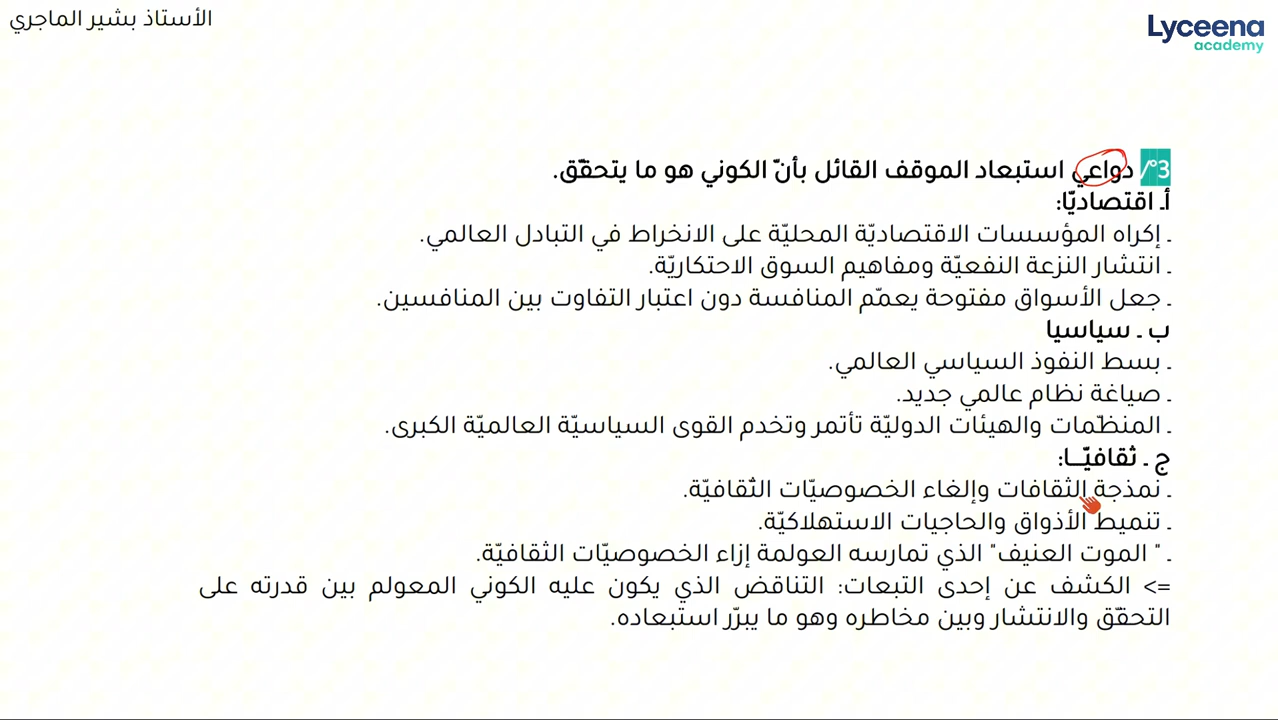 الأستاذ بشير الماجري
Lyceena
academy
3°/ دواعي استبعاد الموقف القائل بأنّ الكوني هو ما يتحقّق.
أـ اقتصاديّا:
ـ إكراه المؤسسات الاقتصاديّة المحليّة على الانخراط في التبادل العالمي.
ـ انتشار النزعة النفعيّة ومفاهيم السوق الاحتكاريّة.
ـ جعل الأسواق مفتوحة يعمّم المنافسة دون اعتبار التفاوت بين المنافسين.
ب ـ سياسيا
ـ بسط النفوذ السياسي العالمي.
ـ صياغة نظام عالمي جديد.
ـ المنظّمات والهيئات الدوليّة تأتمر وتخدم القوى السياسيّة العالميّة الكبرى.
ج ـ ثقافيّــا:
ـ نمذجة الثقافات وإلغاء الخصوصيّات الثّقافيّة.
ـ تنميط الأذواق والحاجيات الاستهلاكيّة.
ـ " الموت العنيف" الذي تمارسه العولمة إزاء الخصوصيّات الثقافيّة.
=> الكشف عن إحدى التبعات: التناقض الذي يكون عليه الكوني المعولم بين قدرته على
التحقّق والانتشار وبين مخاطره وهو ما يبرّر استبعاده.